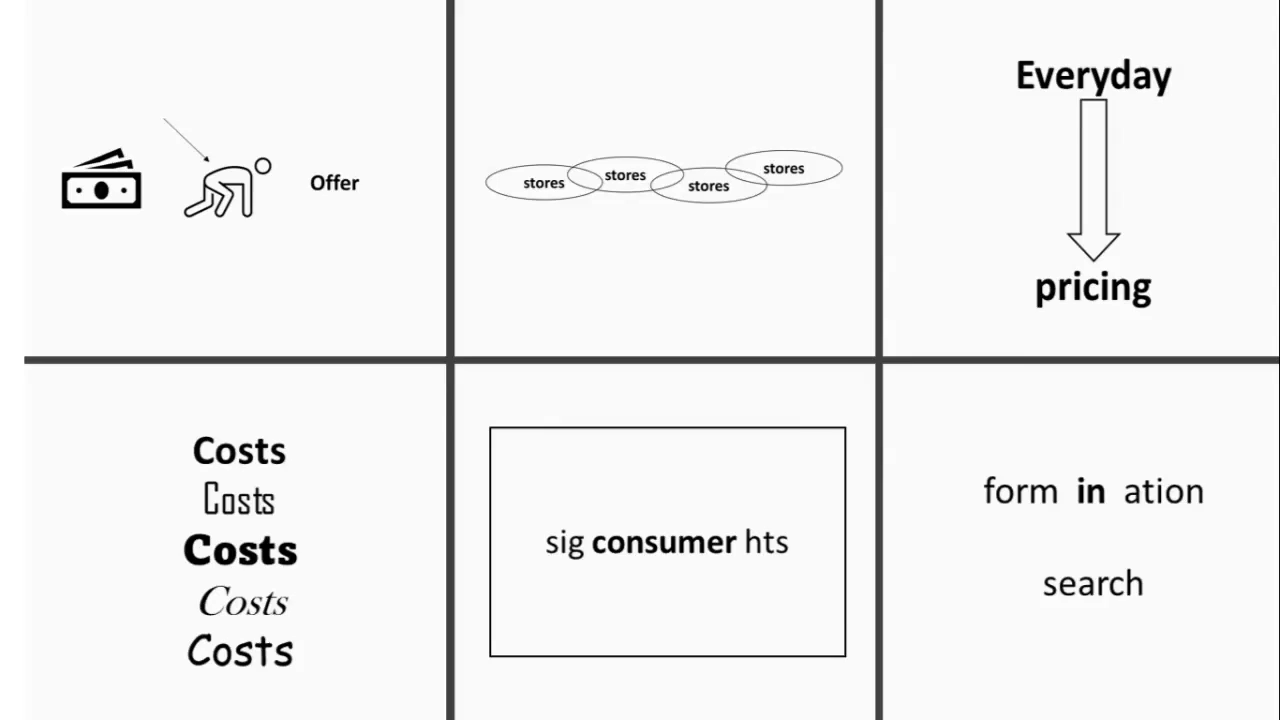 Offer
stores
stores
stores
stores
Everyday
pricing
Costs
Costs
Costs
Costs
Costs
sig consumer hts
form in ation
search